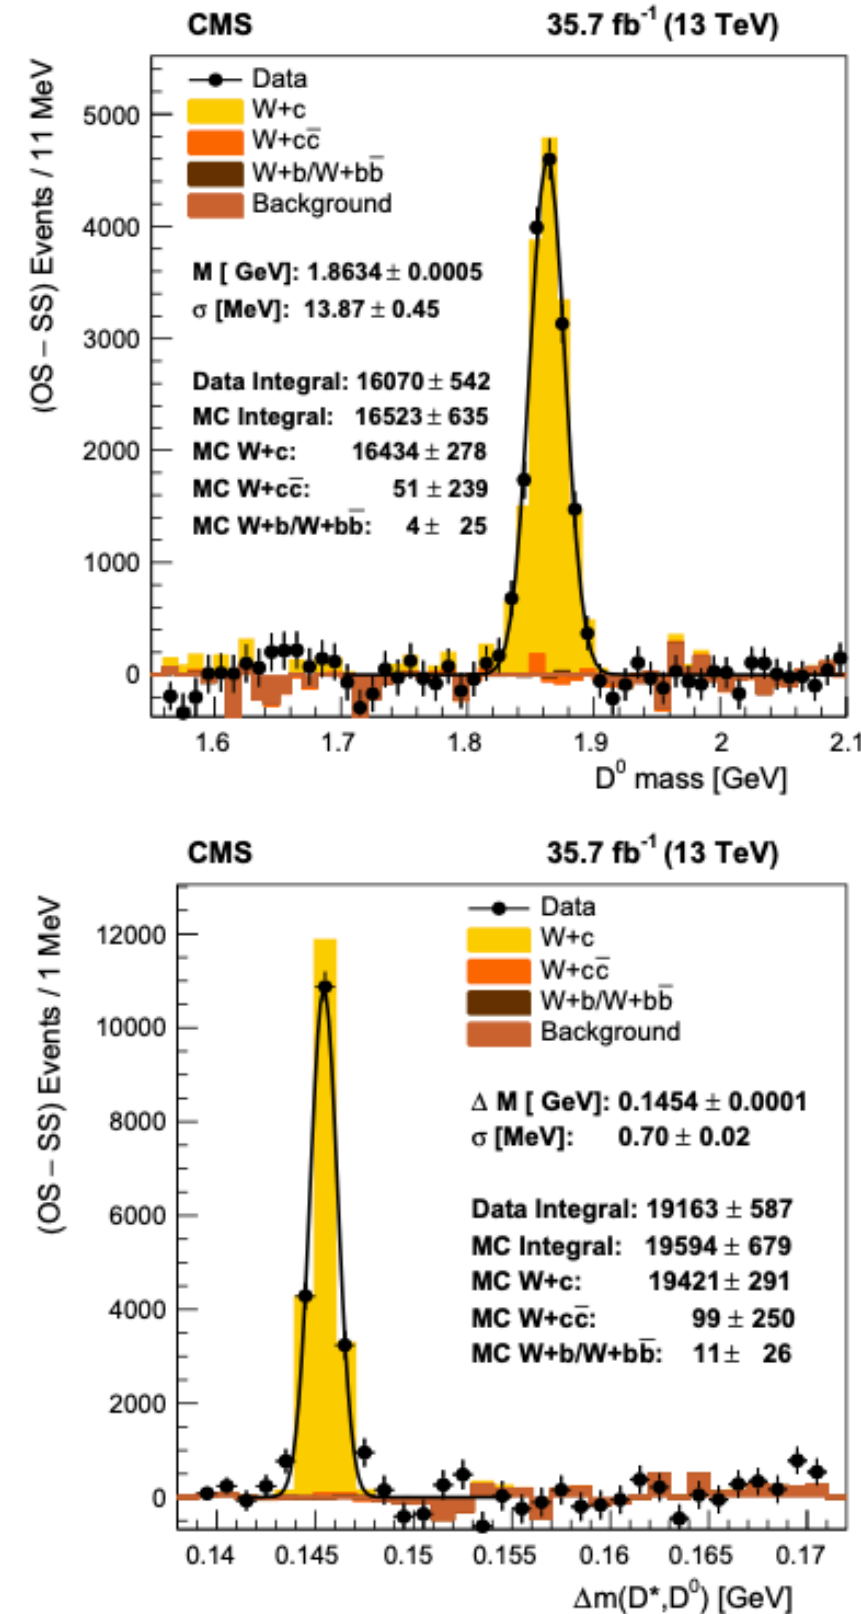 CMS 35.7 fb⁻¹ (13 TeV)
(OS – SS) Events / 11 MeV
Data
W+c
W+cc̄
W+b/W+bb̄
Background
M [ GeV]: 1.8634 ± 0.0005
σ [MeV]: 13.87 ± 0.45
Data Integral: 16070 ± 542
MC Integral: 16523 ± 635
MC W+c: 16434 ± 278
MC W+cc̄: 51 ± 239
MC W+b/W+bb̄: 4 ± 25
5000
4000
3000
2000
1000
0
1.6 1.7 1.8 1.9 2 2.1
D⁰ mass [GeV]
CMS 35.7 fb⁻¹ (13 TeV)
(OS – SS) Events / 1 MeV
Data
W+c
W+cc̄
W+b/W+bb̄
Background
Δ M [ GeV]: 0.1454 ± 0.0001
σ [MeV]: 0.70 ± 0.02
Data Integral: 19163 ± 587
MC Integral: 19594 ± 679
MC W+c: 19421 ± 291
MC W+cc̄: 99 ± 250
MC W+b/W+bb̄: 11 ± 26
12000
10000
8000
6000
4000
2000
0
0.14 0.145 0.15 0.155 0.16 0.165 0.17
Δm(D*,D⁰) [GeV]